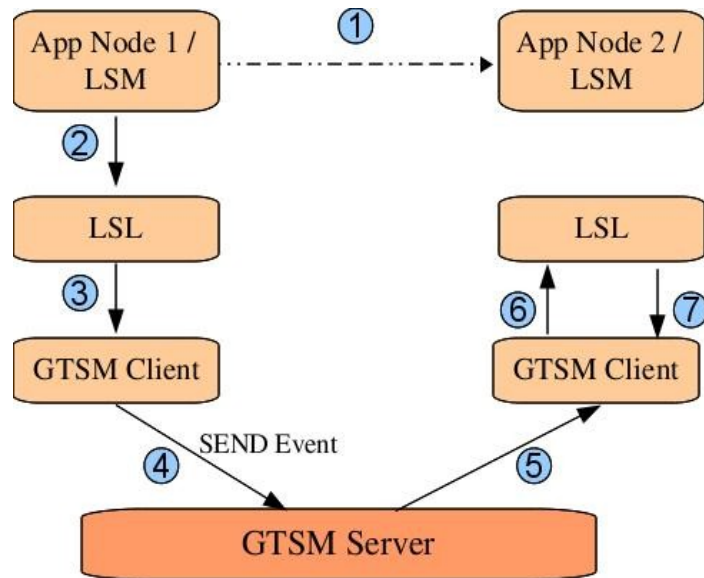 App Node 1 /
LSM
1
App Node 2 /
LSM
2
LSL
LSL
3
6
7
GTSM Client
GTSM Client
4
SEND Event
5
GTSM Server